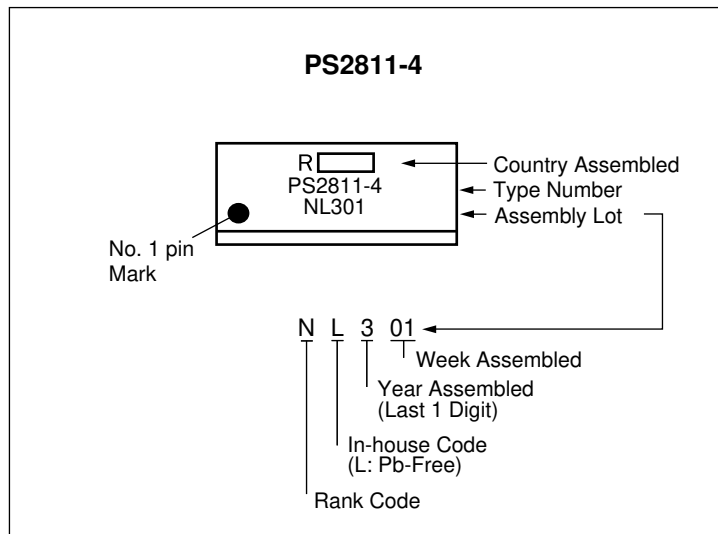 PS2811-4
R
Country Assembled
PS2811-4
Type Number
NL301
Assembly Lot
No. 1 pin
Mark
N L 3 01
Week Assembled
Year Assembled
(Last 1 Digit)
In-house Code
(L: Pb-Free)
Rank Code